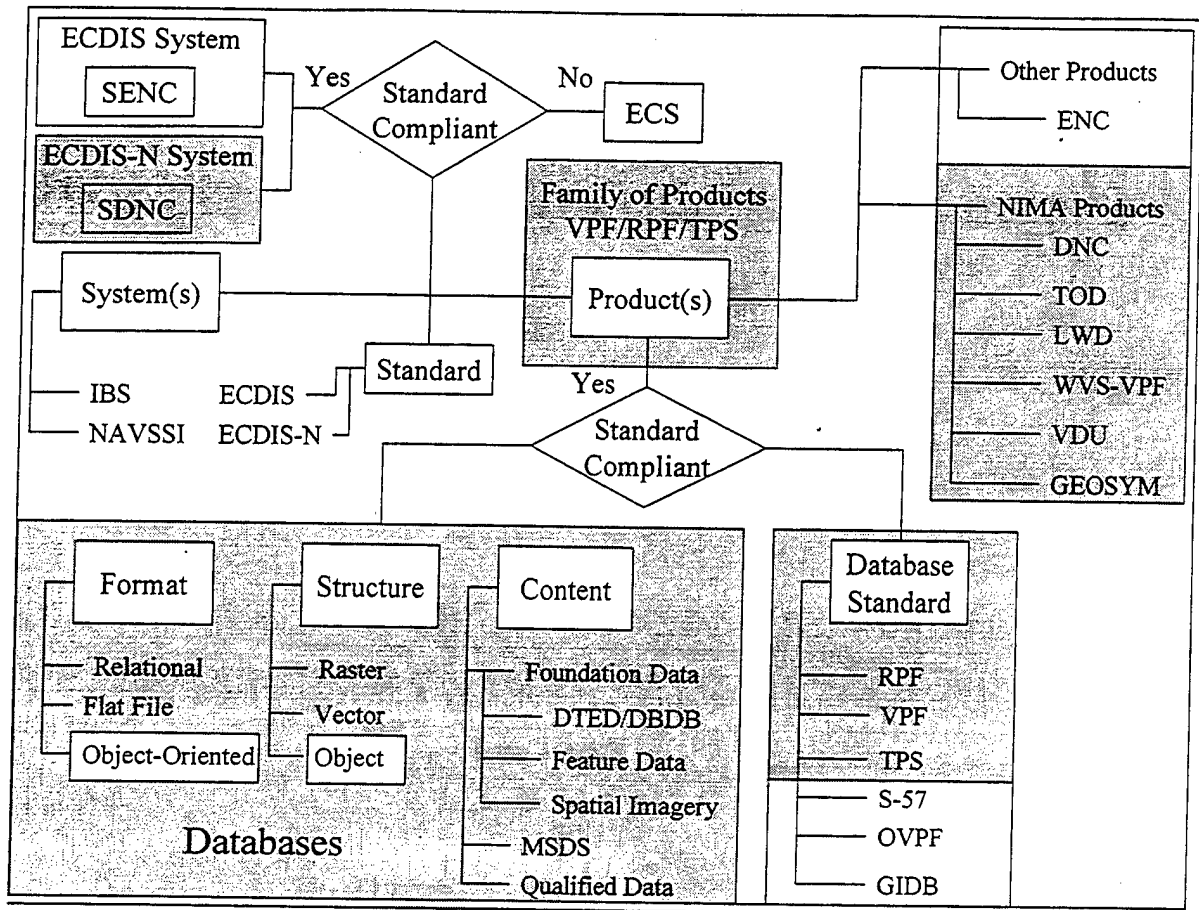 ECDIS System
SENC
ECDIS-N System
SDNC
Yes
Standard
Compliant
No
ECS
Family of Products
VPF/RPF/TPS
Product(s)
Other Products
ENC
NIMA Products
DNC
TOD
LWD
WVS-VPF
VDU
GEOSYM
System(s)
IBS
NAVSSI
Standard
ECDIS
ECDIS-N
Yes
Standard
Compliant
Format
Relational
Flat File
Object-Oriented
Structure
Raster
Vector
Object
Content
Foundation Data
DTED/DBDB
Feature Data
Spatial Imagery
MSDS
Qualified Data
Databases
Database
Standard
RPF
VPF
TPS
S-57
OVPF
GIDB